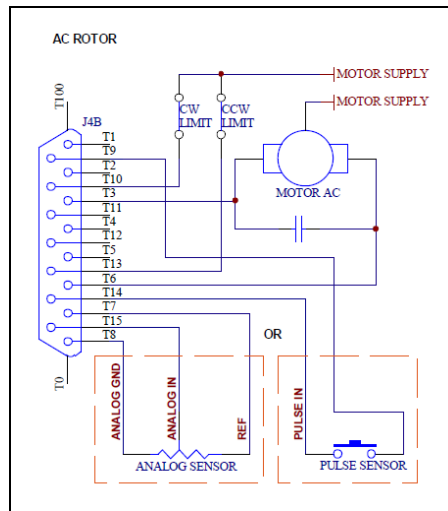 AC ROTOR
T100
J4B
CW
LIMIT
CCW
LIMIT
MOTOR SUPPLY
MOTOR SUPPLY
MOTOR AC
T1
T9
T2
T10
T3
T11
T4
T12
T5
T13
T6
T14
T7
T15
T8
T0
OR
ANALOG GND
ANALOG IN
REF
ANALOG SENSOR
PULSE IN
PULSE SENSOR